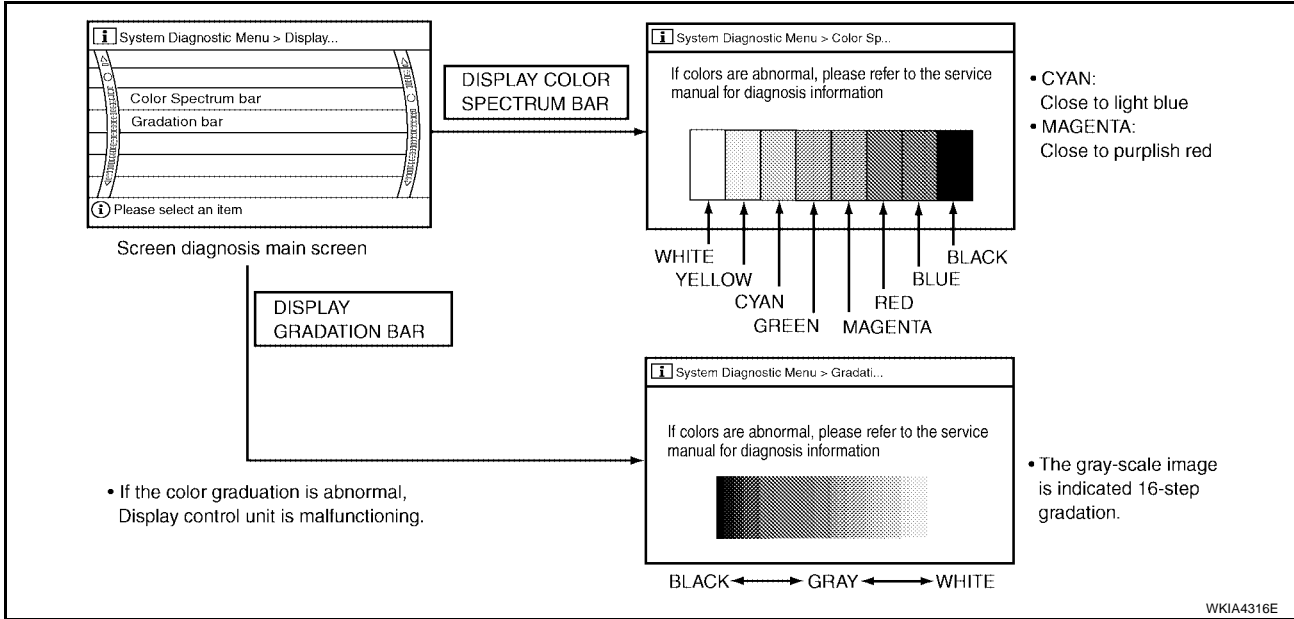 i System Diagnostic Menu > Display...
Color Spectrum bar
Gradation bar
i Please select an item
Screen diagnosis main screen
DISPLAY COLOR
SPECTRUM BAR
i System Diagnostic Menu > Color Sp...
If colors are abnormal, please refer to the service
manual for diagnosis information
WHITE
YELLOW
CYAN
GREEN
MAGENTA
RED
BLUE
BLACK
• CYAN:
Close to light blue
• MAGENTA:
Close to purplish red
DISPLAY
GRADATION BAR
• If the color graduation is abnormal,
Display control unit is malfunctioning.
i System Diagnostic Menu > Gradati...
If colors are abnormal, please refer to the service
manual for diagnosis information
BLACK GRAY WHITE
• The gray-scale image
is indicated 16-step
gradation.
WKIA4316E